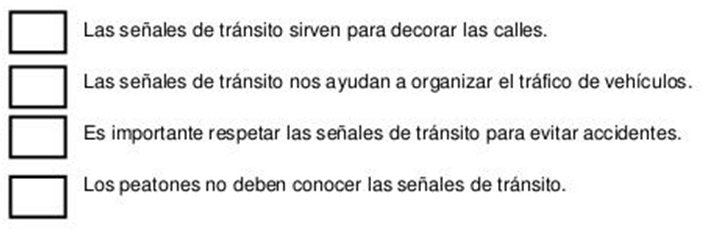 Las señales de tránsito sirven para decorar las calles.
Las señales de tránsito nos ayudan a organizar el tráfico de vehículos.
Es importante respetar las señales de tránsito para evitar accidentes.
Los peatones no deben conocer las señales de tránsito.